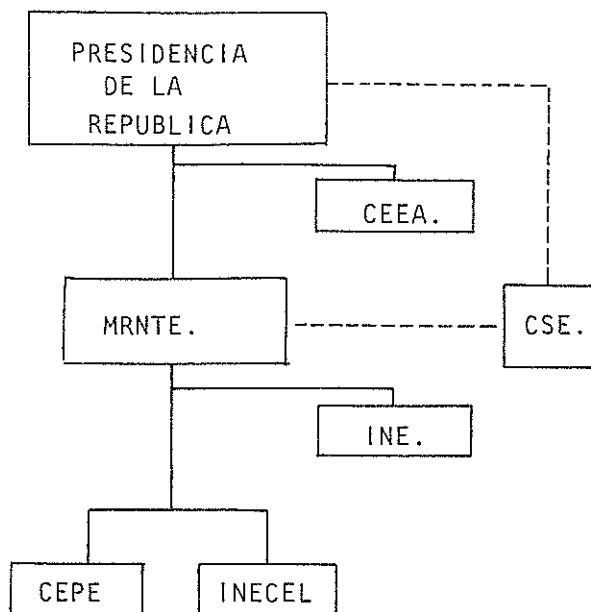 PRESIDENCIA
DE LA
REPUBLICA
CEEA.
MRNTE.
CSE.
INE.
CEPE
INECEL